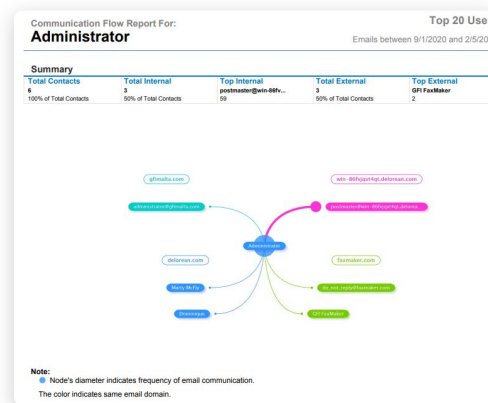 Communication Flow Report For:
Administrator
Top 20 Use
Emails between 9/1/2020 and 2/5/20
Summary
Total Contacts Total Internal Top Internal Total External Top External
6 3 postmaster@win-86fv... 3 GFI FaxMaker
100% of Total Contacts 50% of Total Contacts 59 50% of Total Contacts 2
gfimalta.com
administrator@gfimalta.com
postmaster@win-
Administrator
delorean.com
faxmaker.com
Marty McFly
do_not_reply@faxmaker.com
GFI FaxMaker
Note:
Node's diameter indicates frequency of email communication.
The color indicates same email domain.